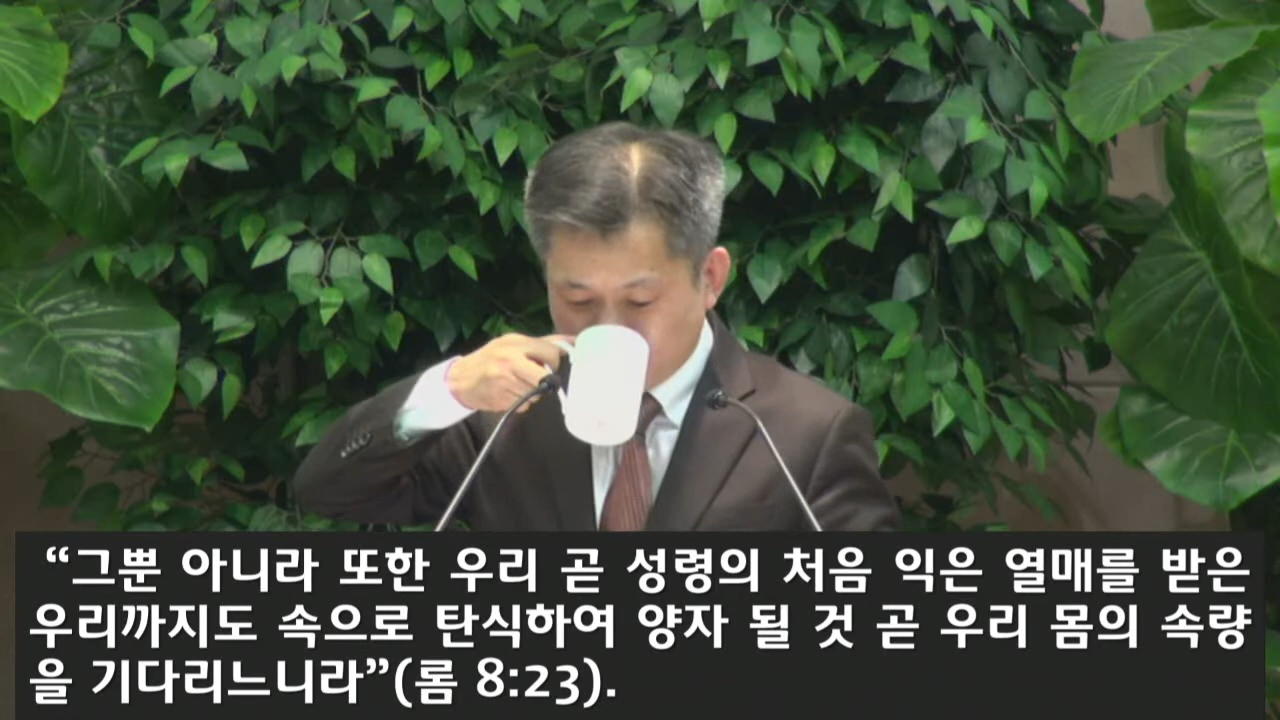 “그뿐 아니라 또한 우리 곧 성령의 처음 익은 열매를 받은
우리까지도 속으로 탄식하여 양자 될 것 곧 우리 몸의 속량
을 기다리느니라”(롬 8:23).